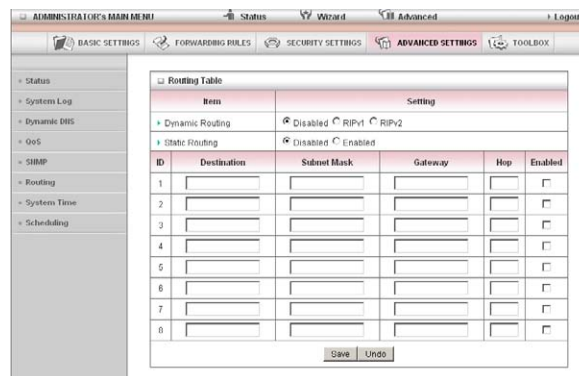 ADMINISTRATOR's MAIN MENU Status Wizard Advanced Logout
BASIC SETTINGS FORWARDING RULES SECURITY SETTINGS ADVANCED SETTINGS TOOLBOX
Status
System Log
Dynamic DNS
QoS
SNMP
Routing
System Time
Scheduling
Routing Table
Item Setting
Dynamic Routing Disabled RIPv1 RIPv2
Static Routing Disabled Enabled
ID Destination Subnet Mask Gateway Hop Enabled
1
2
3
4
5
6
7
8
Save Undo